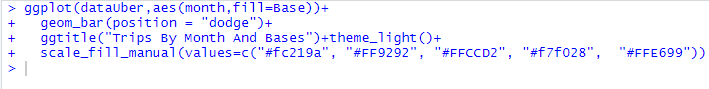 > ggplot(dataUber,aes(month,fill=Base))+
+   geom_bar(position = "dodge")+
+   ggtitle("Trips By Month And Bases")+theme_light()+
+   scale_fill_manual(values=c("#fc219a", "#FF9292", "#FFCCD2", "#f7f028",  "#FFE699"))
>